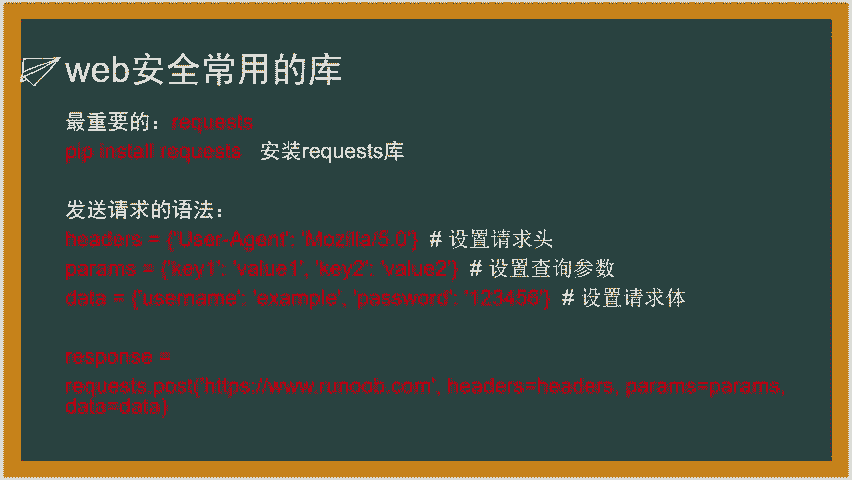 web安全常用的库
最重要的：requests
pip install requests 安装requests库
发送请求的语法：
headers = {'User-Agent': 'Mozilla/5.0'} # 设置请求头
params = {'key1': 'value1', 'key2': 'value2'} # 设置查询参数
data = {'username': 'example', 'password': '123456'} # 设置请求体
response =
requests.post('https://www.runoob.com', headers=headers, params=params,
data=data)